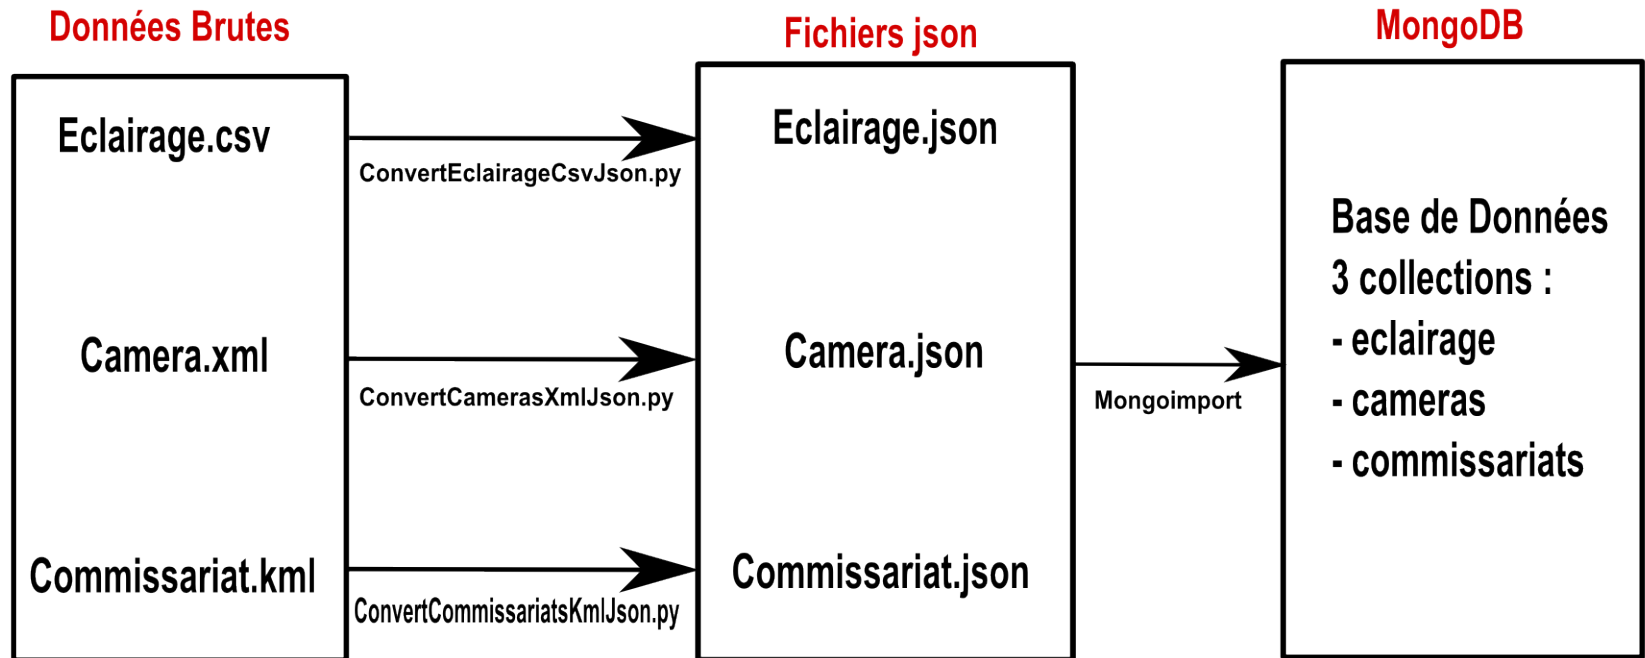 Données Brutes
Fichiers json
MongoDB
Eclairage.csv
ConvertEclairageCsvJson.py
Eclairage.json
Camera.xml
ConvertCamerasXmlJson.py
Camera.json
Commissariat.kml
ConvertCommissariatsKmlJson.py
Commissariat.json
Mongoimport
Base de Données
3 collections :
- eclairage
- cameras
- commissariats